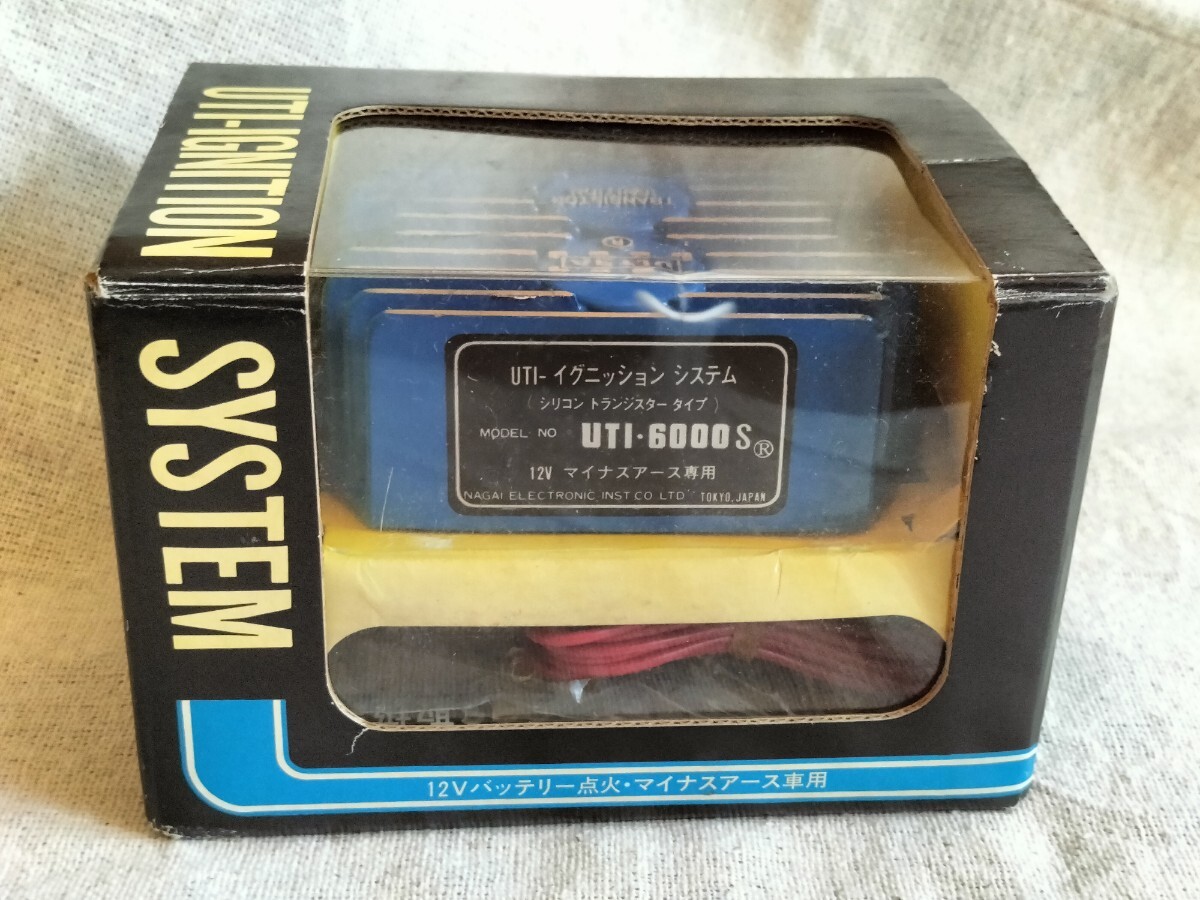 UTI-IGNITION
SYSTEM
UTI- イグニッション システム
( シリコン トランジスター タイプ )
MODEL NO UTI・6000S®
12V マイナスアース専用
NAGAI ELECTRONIC INST CO LTD TOKYO, JAPAN
12Vバッテリー点火・マイナスアース車用